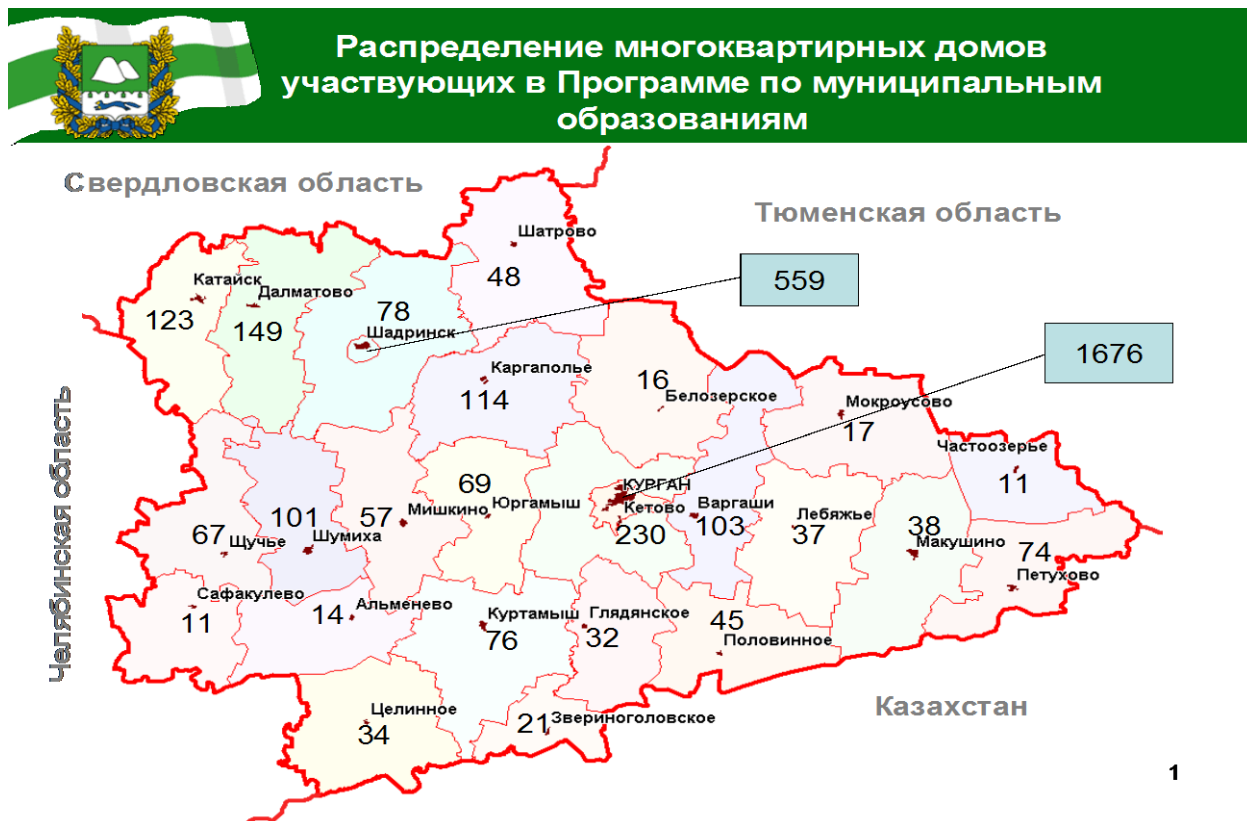 Распределение многоквартирных домов
участвующих в Программе по муниципальным
образованиям
Свердловская область
Тюменская область
Челябинская область
Казахстан
Шатрово
48
Катайск
123
Далматово
149
78
Шадринск
559
1676
Каргаполье
114
16
Белозерское
Мокроусово
17
Частоозерье
11
69
Юргамыш
КУРГАН
Кетово
230
Варгаши
103
Лебяжье
37
38
Макушино
74
Петухово
67
Щучье
101
Шумиха
57
Мишкино
Сафакулево
11
14
Альменево
Куртамыш
76
Глядянское
32
45
Половинное
Целинное
34
21
Звериноголовское
1